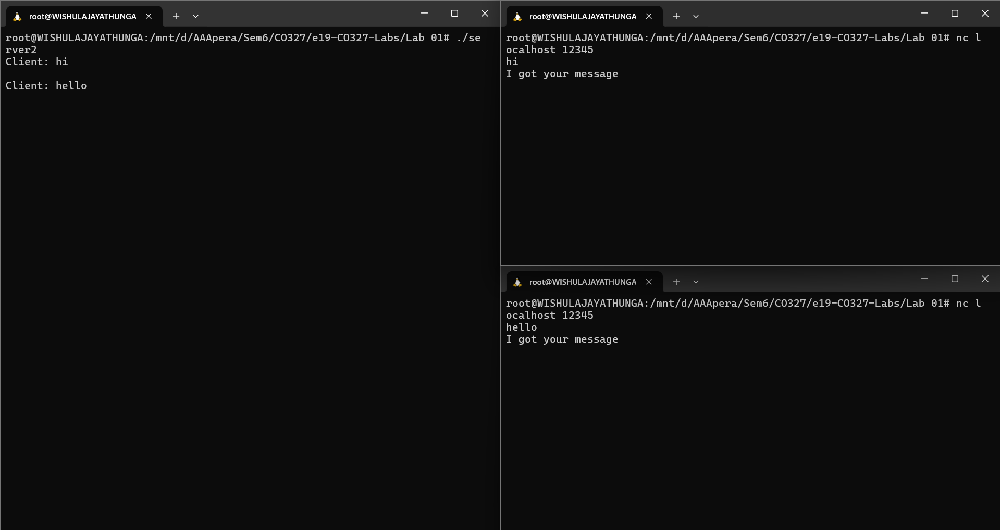 root@WISHULAJAYATHUNGA
root@WISHULAJAYATHUNGA:/mnt/d/AAApera/Sem6/CO327/e19-CO327-Labs/Lab 01# ./se
rver2
Client: hi
Client: hello
root@WISHULAJAYATHUNGA
root@WISHULAJAYATHUNGA:/mnt/d/AAApera/Sem6/CO327/e19-CO327-Labs/Lab 01# nc l
ocalhost 12345
hi
I got your message
root@WISHULAJAYATHUNGA
root@WISHULAJAYATHUNGA:/mnt/d/AAApera/Sem6/CO327/e19-CO327-Labs/Lab 01# nc l
ocalhost 12345
hello
I got your message